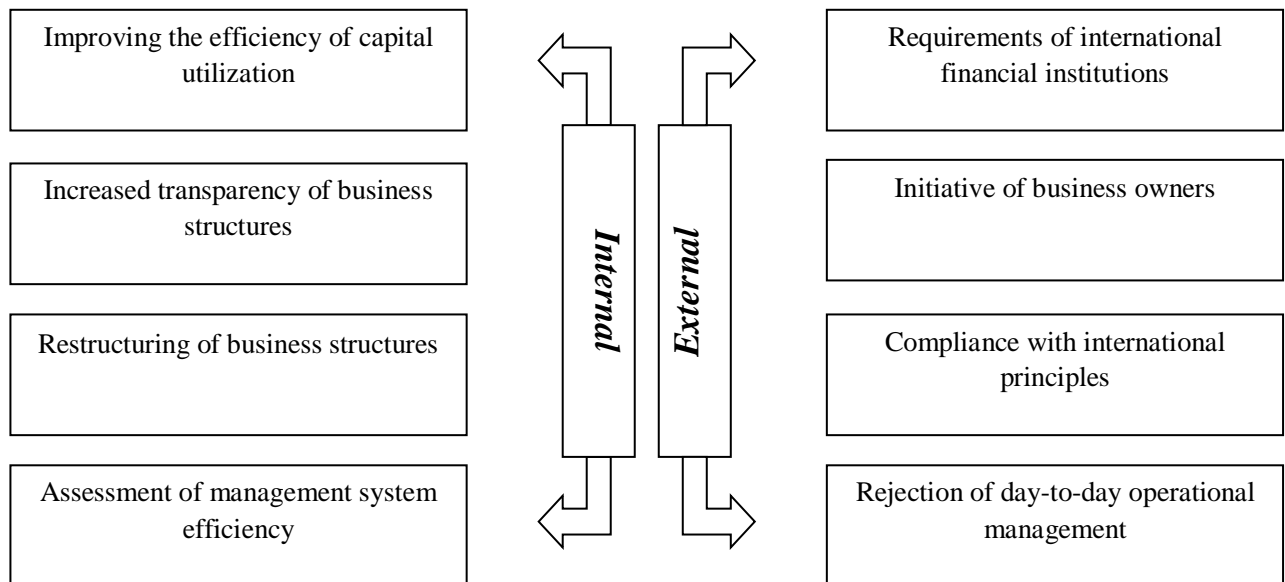 Improving the efficiency of capital
utilization
Increased transparency of business
structures
Restructuring of business structures
Assessment of management system
efficiency
Internal
External
Requirements of international
financial institutions
Initiative of business owners
Compliance with international
principles
Rejection of day-to-day operational
management